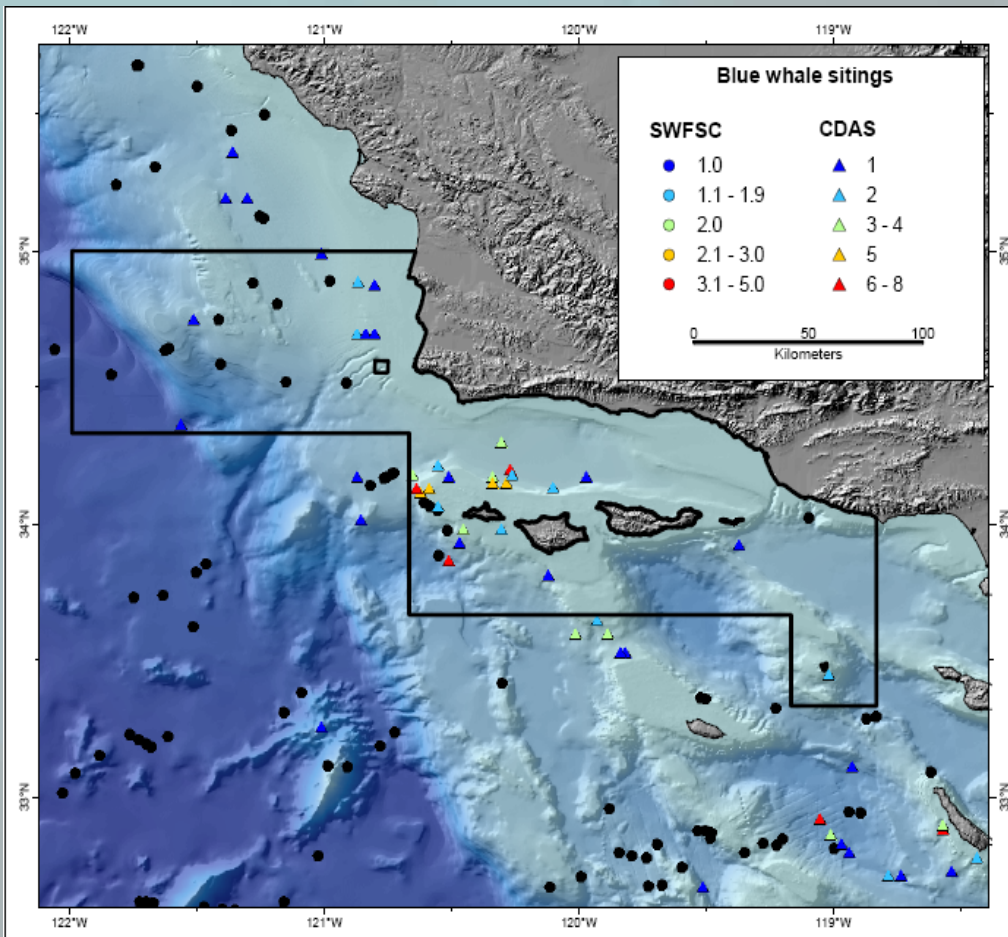 122°W 121°W 120°W 119°W
Blue whale sitings
SWFSC CDAS
1.0 1
1.1 - 1.9 2
2.0 3 - 4
2.1 - 3.0 5
3.1 - 5.0 6 - 8
0 50 100
Kilometers
35°N 35°N
34°N 34°N
33°N 33°N
122°W 121°W 120°W 119°W